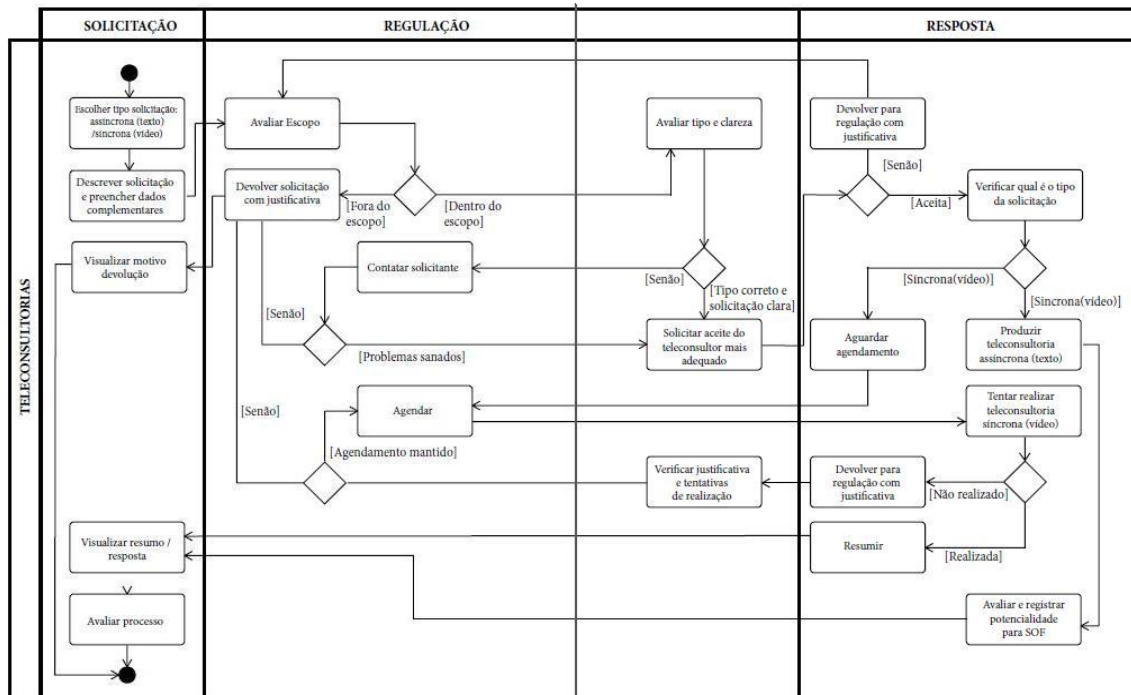 SOLICITAÇÃO
REGULAÇÃO
RESPOSTA
TELECONSULTORIAS
Escolher tipo solicitação:
assíncrona (texto)
/síncrona (vídeo)
Descrever solicitação
e preencher dados
complementares
Visualizar motivo
devolução
Visualizar resumo /
resposta
Avaliar processo
Avaliar Escopo
Devolver solicitação
com justificativa
[Fora do
escopo]
[Dentro do
escopo]
Contatar solicitante
[Senão]
[Problemas sanados]
[Senão]
Agendar
[Agendamento mantido]
Avaliar tipo e clareza
[Senão]
[Tipo correto e
solicitação clara]
Solicitar aceite do
teleconsultor mais
adequado
Verificar justificativa
e tentativas
de realização
Devolver para
regulação com
justificativa
[Senão]
[Aceita]
Verificar qual é o tipo
da solicitação
[Síncrona(vídeo)]
[Sincrona(vídeo)]
Aguardar
agendamento
Produzir
teleconsultoria
assíncrona (texto)
Tentar realizar
teleconsultoria
síncrona (vídeo)
Devolver para
regulação com
justificativa
[Não realizado]
Resumir
[Realizada]
Avaliar e registrar
potencialidade
para SOF